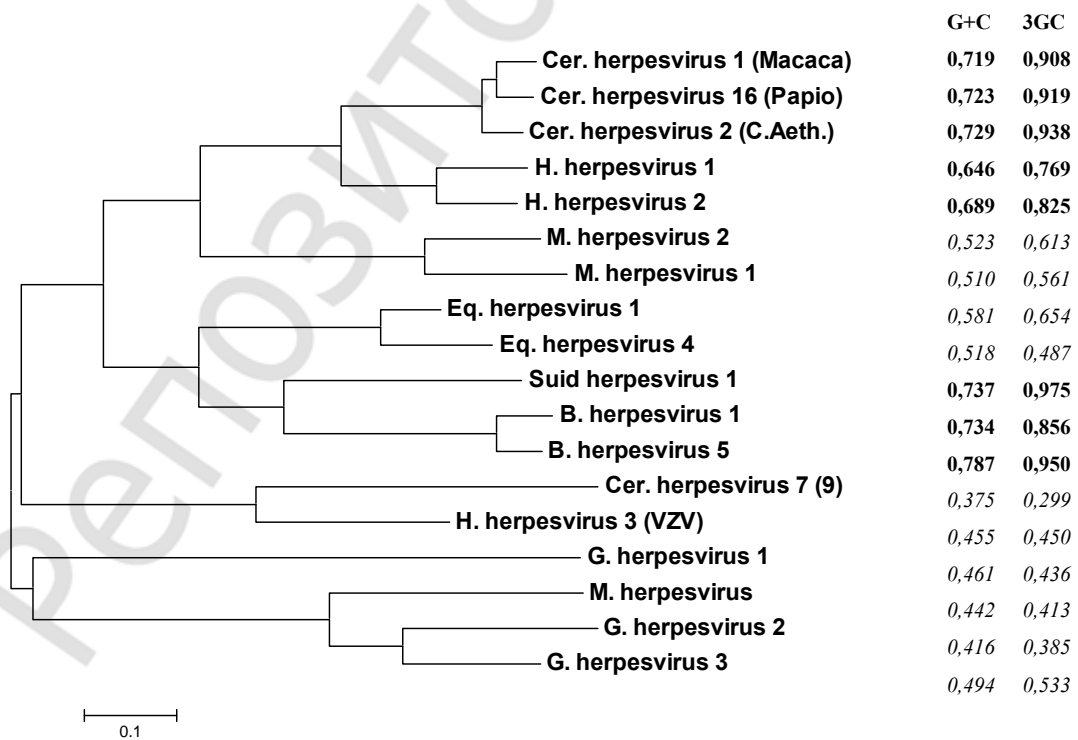 G+C 3GC
Cer. herpesvirus 1 (Macaca) 0,719 0,908
Cer. herpesvirus 16 (Papio) 0,723 0,919
Cer. herpesvirus 2 (C.Aeth.) 0,729 0,938
H. herpesvirus 1 0,646 0,769
H. herpesvirus 2 0,689 0,825
M. herpesvirus 2 0,523 0,613
M. herpesvirus 1 0,510 0,561
Eq. herpesvirus 1 0,581 0,654
Eq. herpesvirus 4 0,518 0,487
Suid herpesvirus 1 0,737 0,975
B. herpesvirus 1 0,734 0,856
B. herpesvirus 5 0,787 0,950
Cer. herpesvirus 7 (9) 0,375 0,299
H. herpesvirus 3 (VZV) 0,455 0,450
G. herpesvirus 1 0,461 0,436
M. herpesvirus 0,442 0,413
G. herpesvirus 2 0,416 0,385
G. herpesvirus 3 0,494 0,533
0.1
Репозито